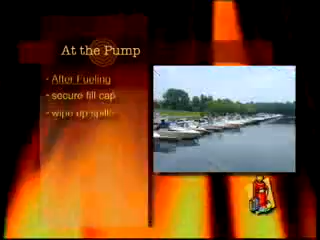 At the Pump
- After Fueling
- secure fill cap
- wipe up spills